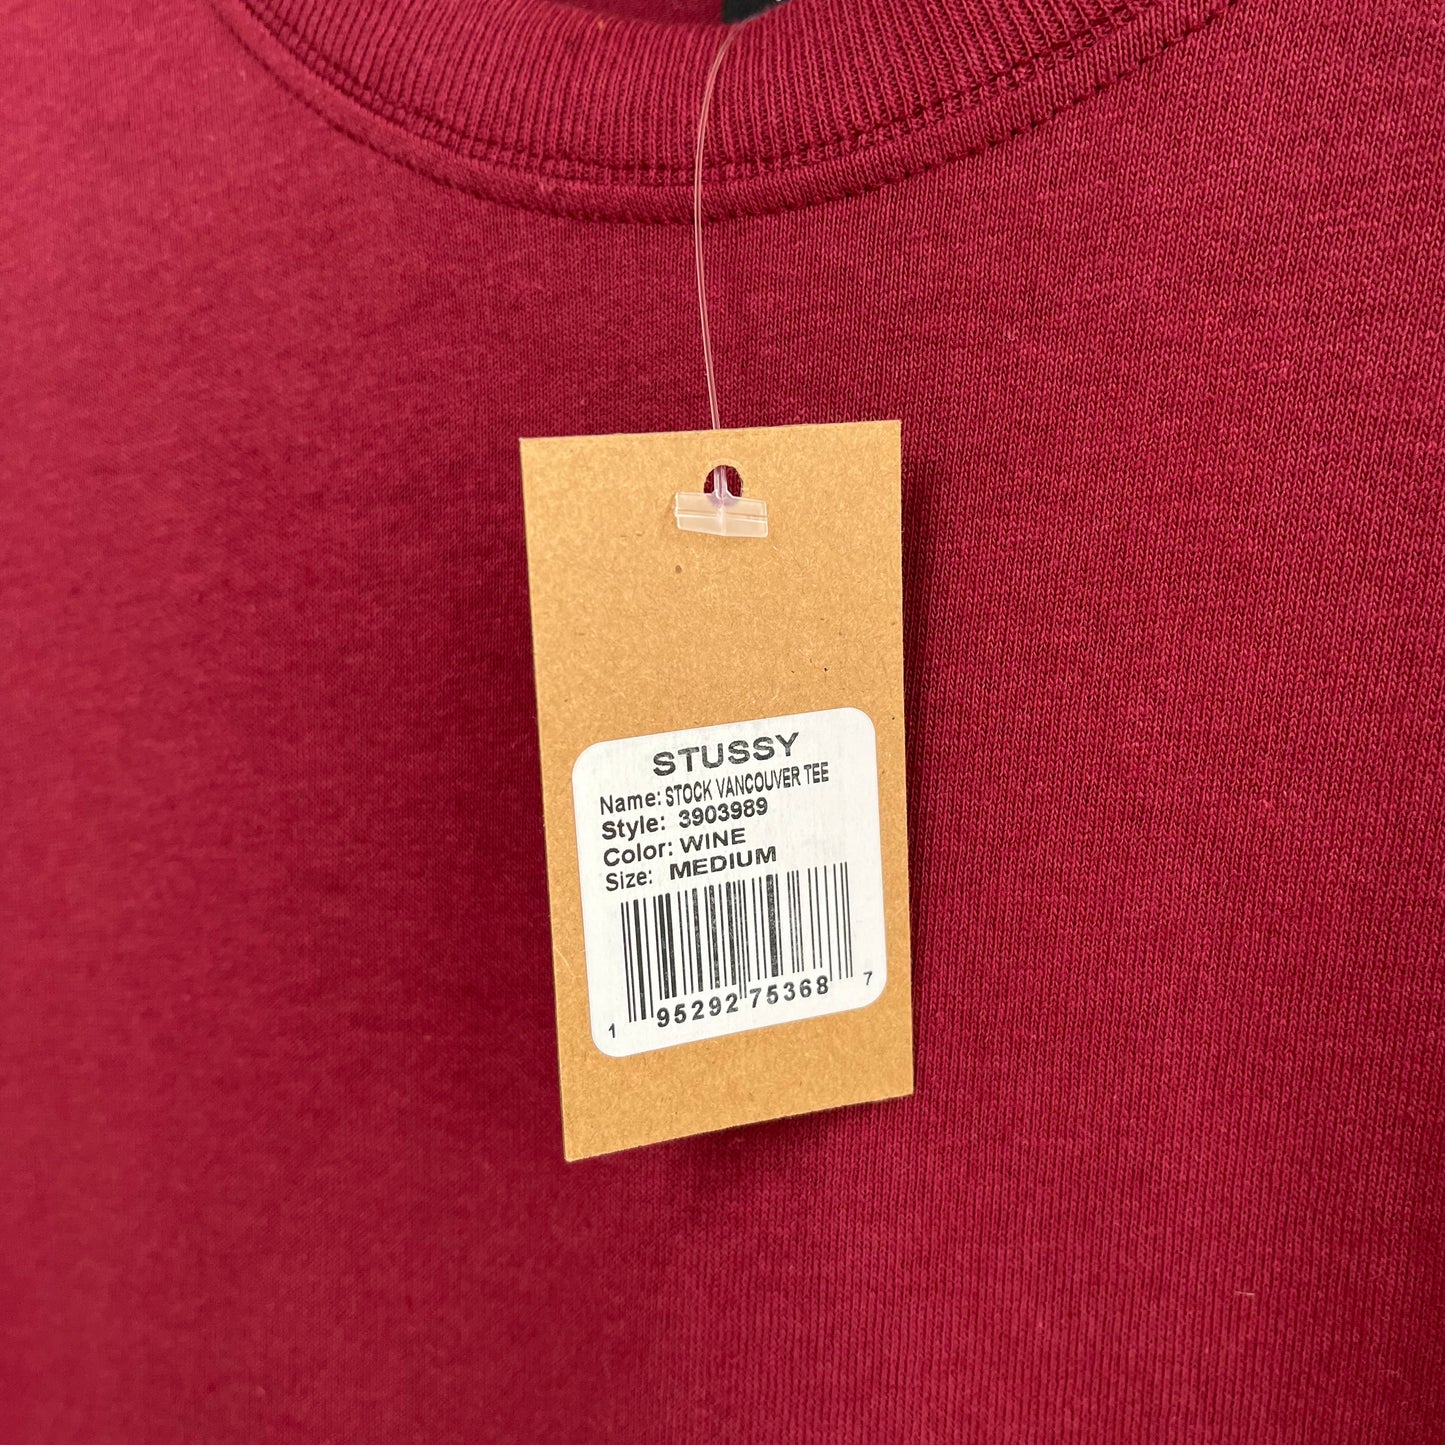 STUSSY
Name: STOCK VANCOUVER TEE
Style: 3903989
Color: WINE
Size: MEDIUM
1 95292 75368 7